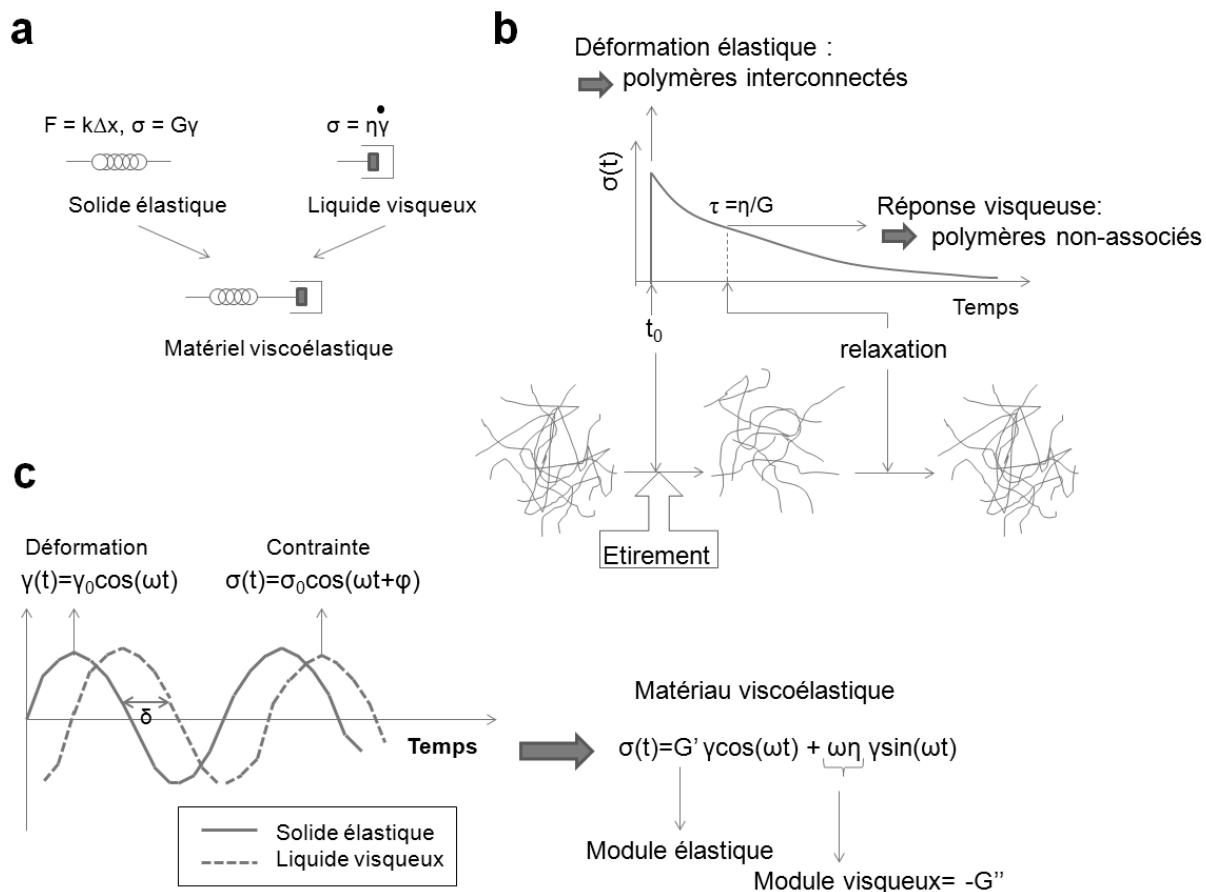 a
F = kΔx, σ = Gγ
σ = ηγ̇
Solide élastique
Liquide visqueux
Matériel viscoélastique
b
Déformation élastique :
polymères interconnectés
σ(t)
τ =η/G
Réponse visqueuse:
polymères non-associés
Temps
t₀
relaxation
Etirement
c
Déformation
γ(t)=γ₀cos(ωt)
Contrainte
σ(t)=σ₀cos(ωt+φ)
δ
Temps
Solide élastique
Liquide visqueux
Matériau viscoélastique
σ(t)=G’ γcos(ωt) + ωη γsin(ωt)
Module élastique
Module visqueux= -G’’